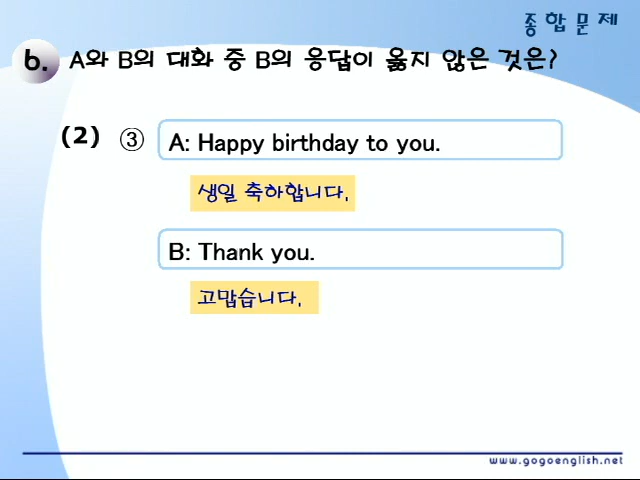 종합문제
b. A와 B의 대화 중 B의 응답이 옳지 않은 것은?
(2) ③ A: Happy birthday to you.
생일 축하합니다.
B: Thank you.
고맙습니다.
www.gogoenglish.net